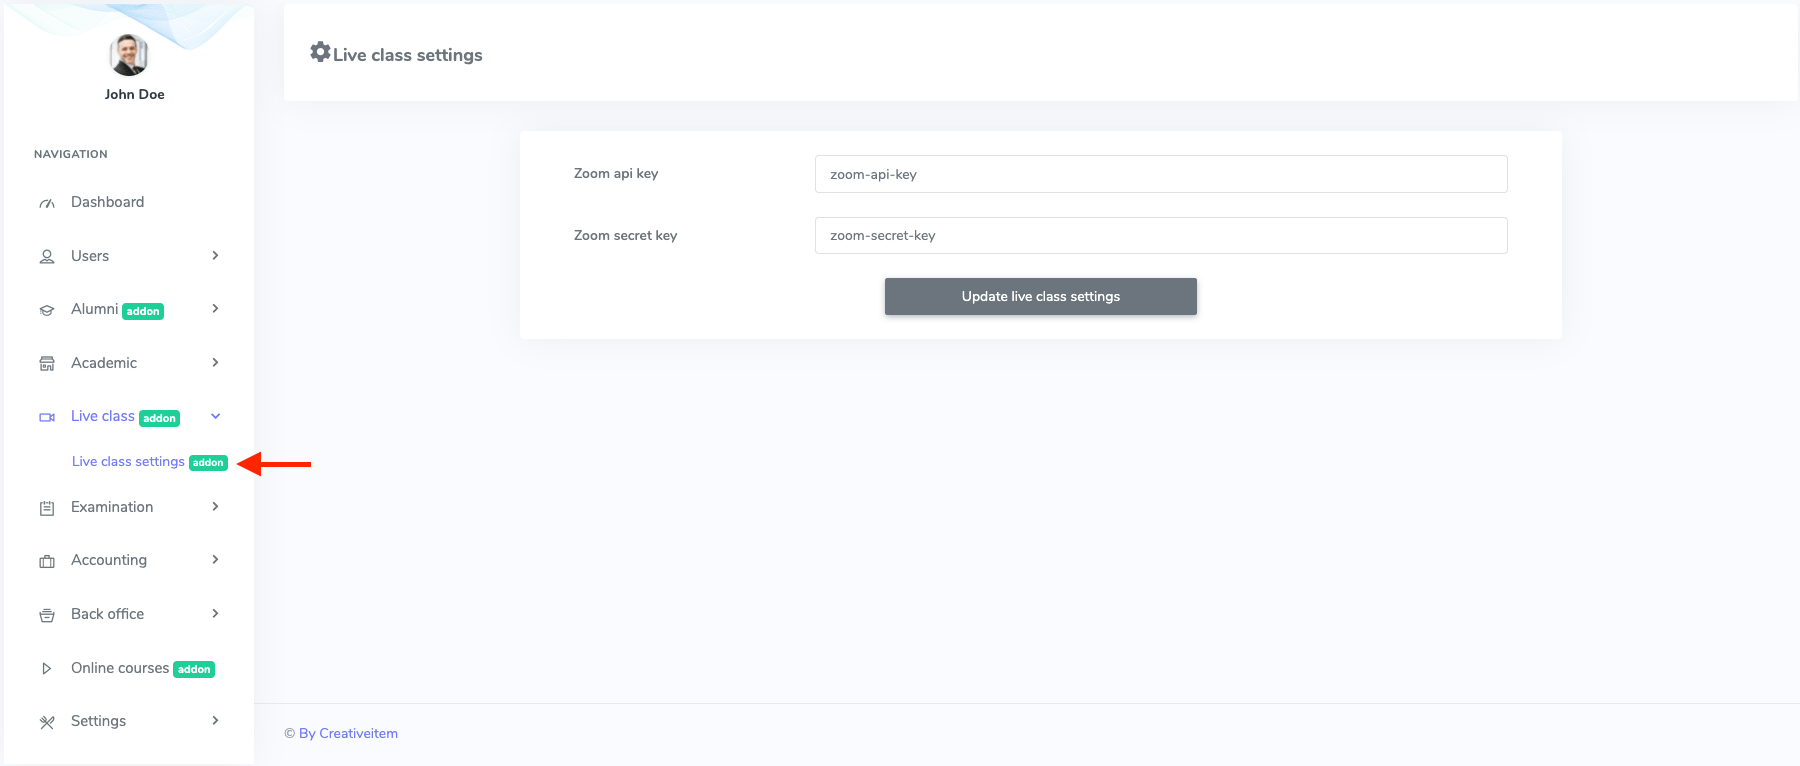 John Doe
NAVIGATION
Dashboard
Users
Alumni addon
Academic
Live class addon
Live class settings addon
Examination
Accounting
Back office
Online courses addon
Settings
Live class settings
Zoom api key
zoom-api-key
Zoom secret key
zoom-secret-key
Update live class settings
© By Creativeitem